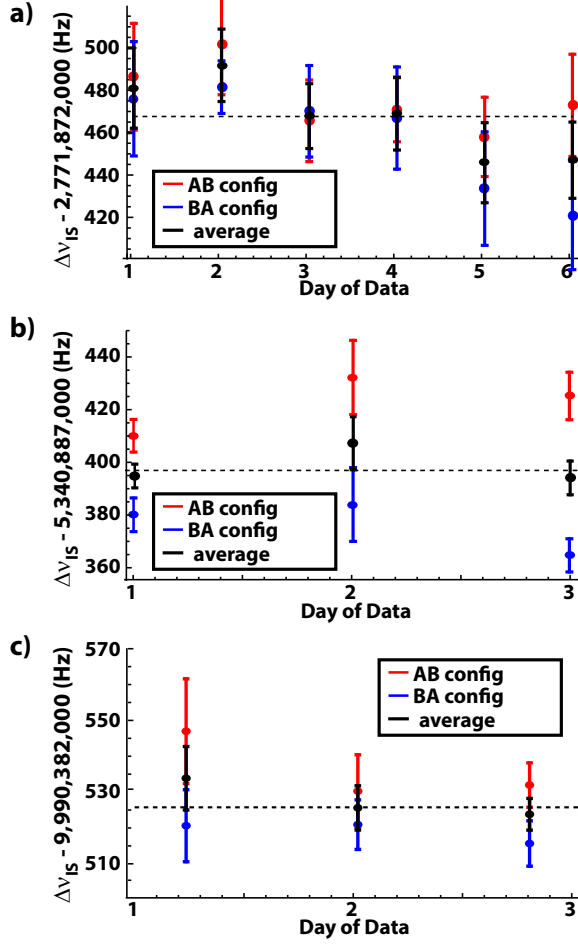 a)
Δν_IS - 2,771,872,000 (Hz)
500
480
460
440
420
AB config
BA config
average
1 2 3 4 5 6
Day of Data
b)
Δν_IS - 5,340,887,000 (Hz)
440
420
400
380
360
AB config
BA config
average
1 2 3
Day of Data
c)
Δν_IS - 9,990,382,000 (Hz)
570
550
530
510
AB config
BA config
average
1 2 3
Day of Data